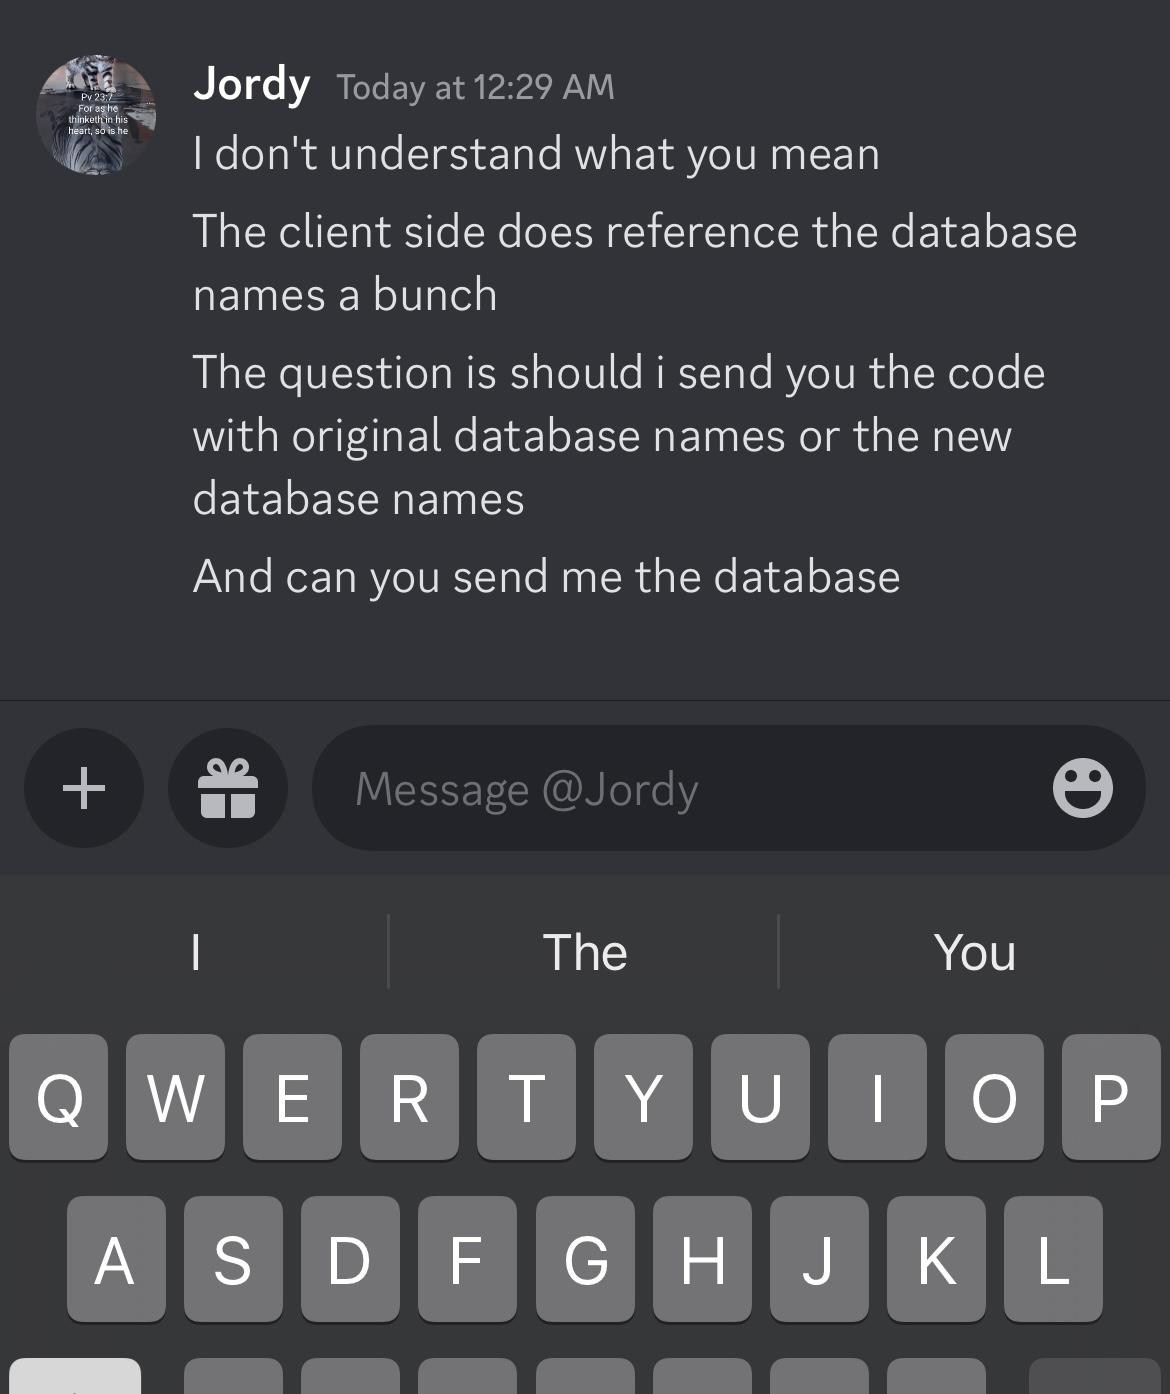 Pv 23:7
For as he
thinketh in his
heart, so is he
Jordy Today at 12:29 AM
I don't understand what you mean
The client side does reference the database
names a bunch
The question is should i send you the code
with original database names or the new
database names
And can you send me the database
Message @Jordy
I The You
Q W E R T Y U I O P
A S D F G H J K L